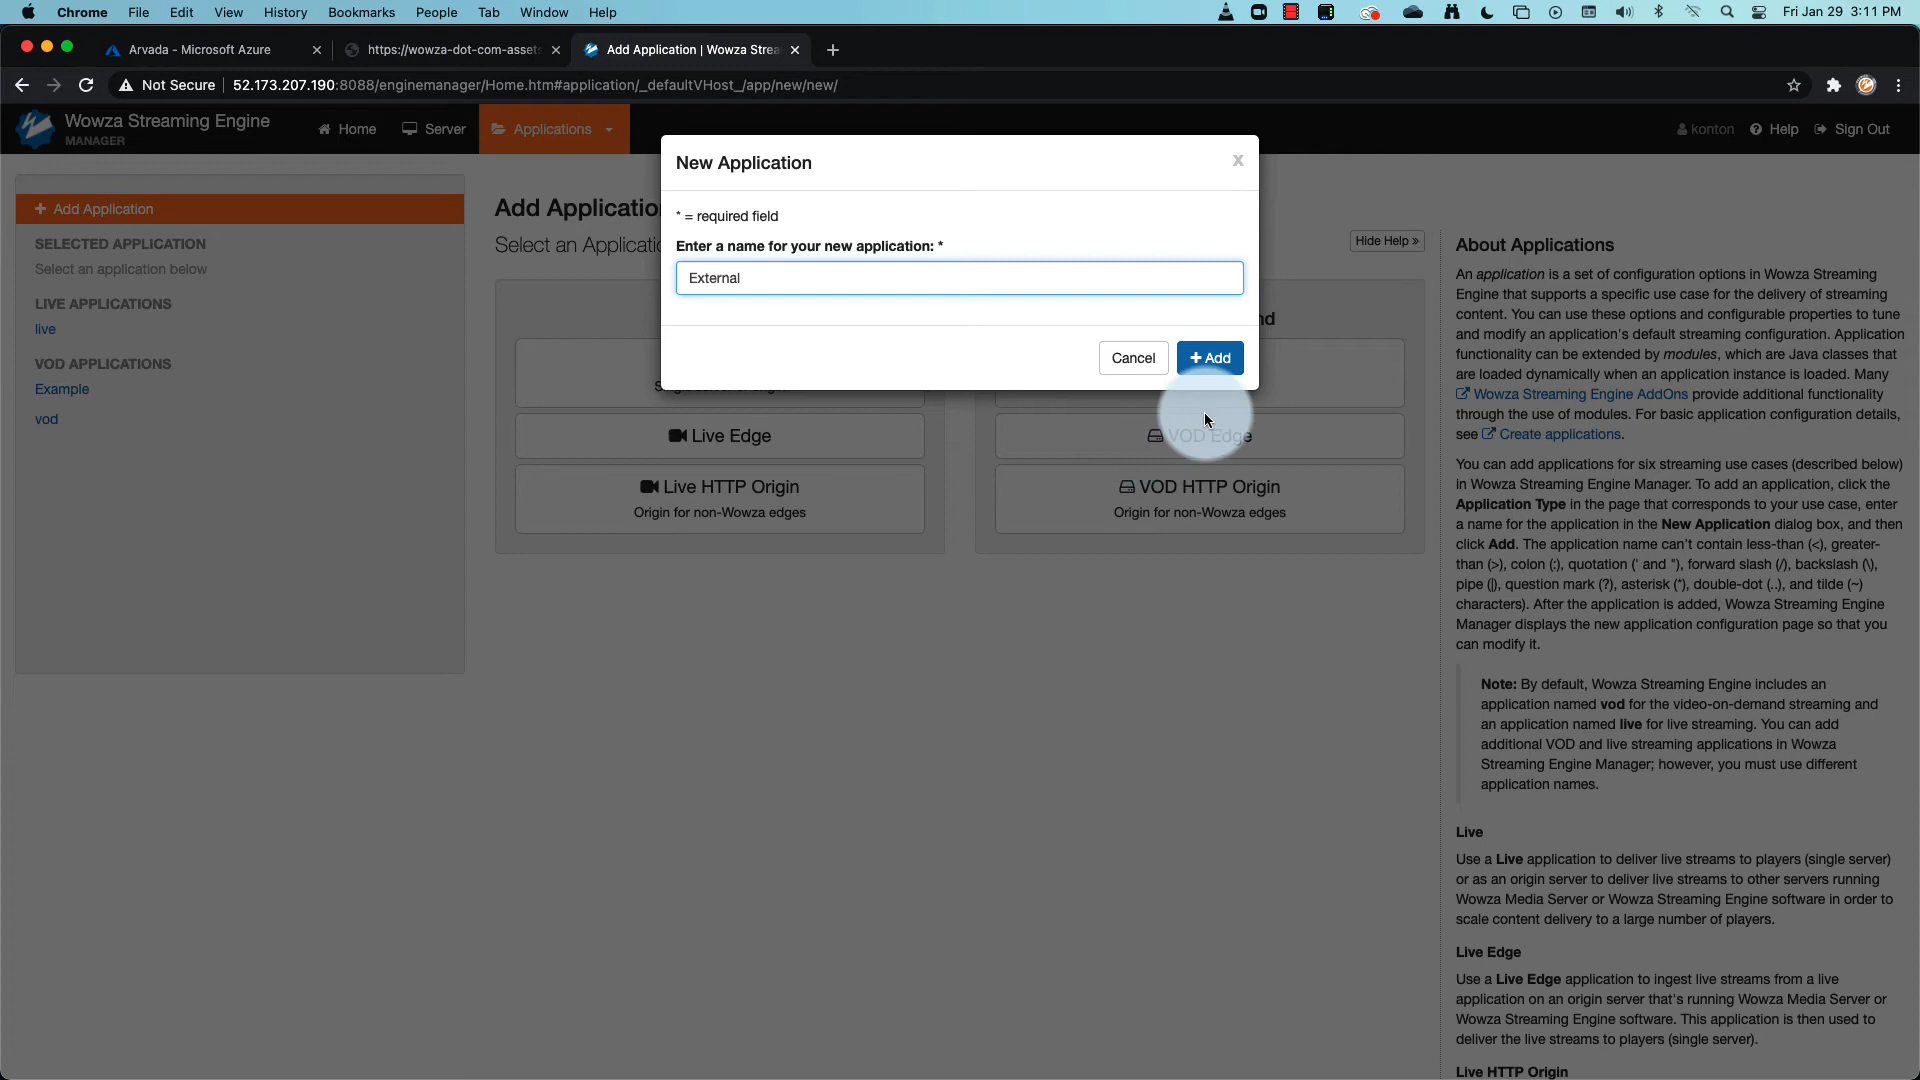 Chrome File Edit View History Bookmarks People Tab Window Help Fri Jan 29 3:11 PM
Arvada - Microsoft Azure
https://wowza-dot-com-assets
Add Application | Wowza Strea
Not Secure 52.173.207.190:8088/enginemanager/Home.htm#application/_defaultVHost_/app/new/new/
Wowza Streaming Engine
MANAGER
Home Server Applications
konton Help Sign Out
New Application
X
* = required field
Enter a name for your new application: *
External
Cancel
+ Add
+ Add Application
SELECTED APPLICATION
Select an application below
LIVE APPLICATIONS
live
VOD APPLICATIONS
Example
vod
Add Applicatio
Select an Applicatio
Hide Help »
Live Edge
Live HTTP Origin
Origin for non-Wowza edges
VOD Edge
VOD HTTP Origin
Origin for non-Wowza edges
About Applications
An application is a set of configuration options in Wowza Streaming
Engine that supports a specific use case for the delivery of streaming
content. You can use these options and configurable properties to tune
and modify an application's default streaming configuration. Application
functionality can be extended by modules, which are Java classes that
are loaded dynamically when an application instance is loaded. Many
Wowza Streaming Engine AddOns provide additional functionality
through the use of modules. For basic application configuration details,
see Create applications.
You can add applications for six streaming use cases (described below)
in Wowza Streaming Engine Manager. To add an application, click the
Application Type in the page that corresponds to your use case, enter
a name for the application in the New Application dialog box, and then
click Add. The application name can't contain less-than (<), greater-
than (>), colon (:), quotation (' and "), forward slash (/), backslash (\),
pipe (|), question mark (?), asterisk (*), double-dot (..), and tilde (~)
characters). After the application is added, Wowza Streaming Engine
Manager displays the new application configuration page so that you
can modify it.
Note: By default, Wowza Streaming Engine includes an
application named vod for the video-on-demand streaming and
an application named live for live streaming. You can add
additional VOD and live streaming applications in Wowza
Streaming Engine Manager; however, you must use different
application names.
Live
Use a Live application to deliver live streams to players (single server)
or as an origin server to deliver live streams to other servers running
Wowza Media Server or Wowza Streaming Engine software in order to
scale content delivery to a large number of players.
Live Edge
Use a Live Edge application to ingest live streams from a live
application on an origin server that's running Wowza Media Server or
Wowza Streaming Engine software. This application is then used to
deliver the live streams to players (single server).
Live HTTP Origin